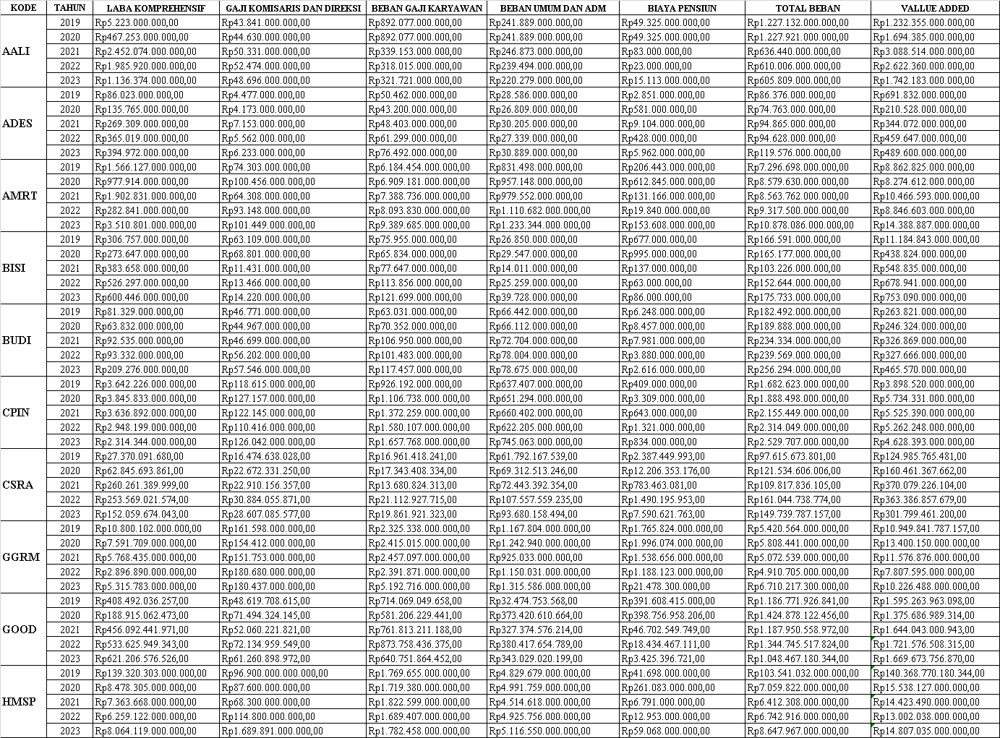 KODE TAHUN LABA KOMPREHENSIF GAJI KOMISARIS DAN DIREKSI BEBAN GAJI KARYAWAN BEBAN UMUM DAN ADM BIAYA PENSIUN TOTAL BEBAN VALLUE ADDED
AALI
2019 Rp5.223.000.000,00 Rp43.841.000.000,00 Rp892.077.000.000,00 Rp241.889.000.000,00 Rp49.325.000.000,00 Rp1.227.132.000.000,00 Rp1.232.355.000.000,00
2020 Rp467.253.000.000,00 Rp44.630.000.000,00 Rp892.077.000.000,00 Rp241.889.000.000,00 Rp49.325.000.000,00 Rp1.227.921.000.000,00 Rp1.694.385.000.000,00
2021 Rp2.452.074.000.000,00 Rp50.331.000.000,00 Rp339.153.000.000,00 Rp246.873.000.000,00 Rp83.000.000,00 Rp636.440.000.000,00 Rp3.088.514.000.000,00
2022 Rp1.985.920.000.000,00 Rp52.474.000.000,00 Rp318.015.000.000,00 Rp239.494.000.000,00 Rp23.000.000,00 Rp610.006.000.000,00 Rp2.622.360.000.000,00
2023 Rp1.136.374.000.000,00 Rp48.696.000.000,00 Rp321.721.000.000,00 Rp220.279.000.000,00 Rp15.113.000.000,00 Rp605.809.000.000,00 Rp1.742.183.000.000,00
ADES
2019 Rp86.023.000.000,00 Rp4.477.000.000,00 Rp50.462.000.000,00 Rp28.586.000.000,00 Rp2.851.000.000,00 Rp86.376.000.000,00 Rp691.832.000.000,00
2020 Rp135.765.000.000,00 Rp4.173.000.000,00 Rp43.200.000.000,00 Rp26.809.000.000,00 Rp581.000.000,00 Rp74.763.000.000,00 Rp210.528.000.000,00
2021 Rp269.309.000.000,00 Rp7.153.000.000,00 Rp48.403.000.000,00 Rp30.205.000.000,00 Rp9.104.000.000,00 Rp94.865.000.000,00 Rp344.072.000.000,00
2022 Rp365.019.000.000,00 Rp5.562.000.000,00 Rp61.299.000.000,00 Rp27.339.000.000,00 Rp428.000.000,00 Rp94.628.000.000,00 Rp459.647.000.000,00
2023 Rp394.972.000.000,00 Rp6.233.000.000,00 Rp76.492.000.000,00 Rp30.889.000.000,00 Rp5.962.000.000,00 Rp119.576.000.000,00 Rp489.600.000.000,00
AMRT
2019 Rp1.566.127.000.000,00 Rp74.303.000.000,00 Rp6.184.454.000.000,00 Rp831.498.000.000,00 Rp206.443.000.000,00 Rp7.296.698.000.000,00 Rp8.862.825.000.000,00
2020 Rp977.914.000.000,00 Rp100.456.000.000,00 Rp6.909.181.000.000,00 Rp957.148.000.000,00 Rp612.845.000.000,00 Rp8.579.630.000.000,00 Rp8.274.612.000.000,00
2021 Rp1.902.831.000.000,00 Rp64.308.000.000,00 Rp7.388.736.000.000,00 Rp979.552.000.000,00 Rp131.166.000.000,00 Rp8.563.762.000.000,00 Rp10.466.593.000.000,00
2022 Rp282.841.000.000,00 Rp93.148.000.000,00 Rp8.093.830.000.000,00 Rp1.110.682.000.000,00 Rp19.840.000.000,00 Rp9.317.500.000.000,00 Rp8.846.603.000.000,00
2023 Rp3.510.801.000.000,00 Rp101.449.000.000,00 Rp9.389.685.000.000,00 Rp1.233.344.000.000,00 Rp153.608.000.000,00 Rp10.878.086.000.000,00 Rp14.388.887.000.000,00
BISI
2019 Rp306.757.000.000,00 Rp63.109.000.000,00 Rp75.955.000.000,00 Rp26.850.000.000,00 Rp677.000.000,00 Rp166.591.000.000,00 Rp11.184.843.000.000,00
2020 Rp273.647.000.000,00 Rp68.801.000.000,00 Rp65.834.000.000,00 Rp29.547.000.000,00 Rp995.000.000,00 Rp165.177.000.000,00 Rp438.824.000.000,00
2021 Rp383.658.000.000,00 Rp11.431.000.000,00 Rp77.647.000.000,00 Rp14.011.000.000,00 Rp137.000.000,00 Rp103.226.000.000,00 Rp548.835.000.000,00
2022 Rp526.297.000.000,00 Rp13.466.000.000,00 Rp113.856.000.000,00 Rp25.259.000.000,00 Rp63.000.000,00 Rp152.644.000.000,00 Rp678.941.000.000,00
2023 Rp600.446.000.000,00 Rp14.220.000.000,00 Rp121.699.000.000,00 Rp39.728.000.000,00 Rp86.000.000,00 Rp175.733.000.000,00 Rp753.090.000.000,00
BUDI
2019 Rp81.329.000.000,00 Rp46.771.000.000,00 Rp63.031.000.000,00 Rp66.442.000.000,00 Rp6.248.000.000,00 Rp182.492.000.000,00 Rp263.821.000.000,00
2020 Rp63.832.000.000,00 Rp44.967.000.000,00 Rp70.352.000.000,00 Rp66.112.000.000,00 Rp8.457.000.000,00 Rp189.888.000.000,00 Rp246.324.000.000,00
2021 Rp92.535.000.000,00 Rp46.699.000.000,00 Rp106.950.000.000,00 Rp72.704.000.000,00 Rp7.981.000.000,00 Rp234.334.000.000,00 Rp326.869.000.000,00
2022 Rp93.332.000.000,00 Rp56.202.000.000,00 Rp101.483.000.000,00 Rp78.004.000.000,00 Rp3.880.000.000,00 Rp239.569.000.000,00 Rp327.666.000.000,00
2023 Rp209.276.000.000,00 Rp57.546.000.000,00 Rp117.457.000.000,00 Rp78.675.000.000,00 Rp2.616.000.000,00 Rp256.294.000.000,00 Rp465.570.000.000,00
CPIN
2019 Rp3.642.226.000.000,00 Rp118.615.000.000,00 Rp926.192.000.000,00 Rp637.407.000.000,00 Rp409.000.000,00 Rp1.682.623.000.000,00 Rp3.898.520.000.000,00
2020 Rp3.845.833.000.000,00 Rp127.157.000.000,00 Rp1.106.738.000.000,00 Rp651.294.000.000,00 Rp3.309.000.000,00 Rp1.888.498.000.000,00 Rp5.734.331.000.000,00
2021 Rp3.636.892.000.000,00 Rp122.145.000.000,00 Rp1.372.259.000.000,00 Rp660.402.000.000,00 Rp643.000.000,00 Rp2.155.449.000.000,00 Rp5.525.390.000.000,00
2022 Rp2.948.199.000.000,00 Rp110.416.000.000,00 Rp1.580.107.000.000,00 Rp622.205.000.000,00 Rp1.321.000.000,00 Rp2.314.049.000.000,00 Rp5.262.248.000.000,00
2023 Rp2.314.344.000.000,00 Rp126.042.000.000,00 Rp1.657.768.000.000,00 Rp745.063.000.000,00 Rp834.000.000,00 Rp2.529.707.000.000,00 Rp4.628.393.000.000,00
CSRA
2019 Rp27.370.091.680,00 Rp16.474.638.028,00 Rp16.961.418.241,00 Rp61.792.167.539,00 Rp2.387.449.993,00 Rp97.615.673.801,00 Rp124.985.765.481,00
2020 Rp62.845.693.861,00 Rp22.672.331.250,00 Rp17.343.408.334,00 Rp69.312.513.246,00 Rp12.206.353.176,00 Rp121.534.606.006,00 Rp160.461.367.662,00
2021 Rp260.261.389.999,00 Rp22.910.156.357,00 Rp13.680.824.313,00 Rp72.443.392.354,00 Rp783.463.081,00 Rp109.817.836.105,00 Rp370.079.226.104,00
2022 Rp253.569.021.574,00 Rp30.884.055.871,00 Rp21.112.927.715,00 Rp107.557.559.235,00 Rp1.490.195.953,00 Rp161.044.738.774,00 Rp363.386.857.679,00
2023 Rp152.059.674.043,00 Rp28.607.085.577,00 Rp19.861.921.323,00 Rp93.680.158.494,00 Rp7.590.621.763,00 Rp149.739.787.157,00 Rp301.799.461.200,00
GGRM
2019 Rp10.800.102.000.000,00 Rp161.598.000.000,00 Rp2.325.338.000.000,00 Rp1.167.804.000.000,00 Rp1.765.824.000.000,00 Rp5.420.564.000.000,00 Rp10.949.841.787.157,00
2020 Rp7.591.709.000.000,00 Rp154.412.000.000,00 Rp2.415.015.000.000,00 Rp1.242.940.000.000,00 Rp1.996.074.000.000,00 Rp5.808.441.000.000,00 Rp13.400.150.000.000,00
2021 Rp5.768.435.000.000,00 Rp151.753.000.000,00 Rp2.457.097.000.000,00 Rp925.033.000.000,00 Rp1.538.656.000.000,00 Rp5.072.539.000.000,00 Rp11.576.876.000.000,00
2022 Rp2.896.890.000.000,00 Rp180.680.000.000,00 Rp2.391.871.000.000,00 Rp1.150.031.000.000,00 Rp1.188.123.000.000,00 Rp4.910.705.000.000,00 Rp7.807.595.000.000,00
2023 Rp5.315.783.000.000,00 Rp180.437.000.000,00 Rp5.192.716.000.000,00 Rp1.315.586.000.000,00 Rp21.478.300.000,00 Rp6.710.217.300.000,00 Rp10.226.488.000.000,00
GOOD
2019 Rp408.492.036.257,00 Rp48.619.708.615,00 Rp714.069.049.658,00 Rp32.474.753.568,00 Rp391.608.415.000,00 Rp1.186.771.926.841,00 Rp1.595.263.963.098,00
2020 Rp188.915.062.473,00 Rp71.494.324.145,00 Rp581.206.229.441,00 Rp373.420.610.664,00 Rp398.756.958.206,00 Rp1.424.878.122.456,00 Rp1.375.686.989.314,00
2021 Rp456.092.441.971,00 Rp52.060.221.821,00 Rp761.813.211.188,00 Rp327.374.576.214,00 Rp46.702.549.749,00 Rp1.187.950.558.972,00 Rp1.644.043.000.943,00
2022 Rp533.625.949.343,00 Rp72.134.959.549,00 Rp873.758.436.375,00 Rp380.417.654.789,00 Rp18.434.467.111,00 Rp1.344.745.517.824,00 Rp1.721.576.508.315,00
2023 Rp621.206.576.526,00 Rp61.260.898.972,00 Rp640.751.864.452,00 Rp343.029.020.199,00 Rp3.425.396.721,00 Rp1.048.467.180.344,00 Rp1.669.673.756.870,00
HMSP
2019 Rp139.320.303.000.000,00 Rp96.900.000.000.000,00 Rp1.769.655.000.000,00 Rp4.829.679.000.000,00 Rp41.698.000.000,00 Rp103.541.032.000.000,00 Rp140.368.770.180.344,00
2020 Rp8.478.305.000.000,00 Rp87.600.000.000,00 Rp1.719.380.000.000,00 Rp4.991.759.000.000,00 Rp261.083.000.000,00 Rp7.059.822.000.000,00 Rp15.538.127.000.000,00
2021 Rp7.363.668.000.000,00 Rp68.300.000.000,00 Rp1.822.599.000.000,00 Rp4.514.618.000.000,00 Rp6.791.000.000,00 Rp6.412.308.000.000,00 Rp14.423.490.000.000,00
2022 Rp6.259.122.000.000,00 Rp114.800.000.000,00 Rp1.689.407.000.000,00 Rp4.925.756.000.000,00 Rp12.953.000.000,00 Rp6.742.916.000.000,00 Rp13.002.038.000.000,00
2023 Rp8.064.119.000.000,00 Rp1.689.891.000.000,00 Rp1.782.458.000.000,00 Rp5.116.550.000.000,00 Rp59.068.000.000,00 Rp8.647.967.000.000,00 Rp14.807.035.000.000,00